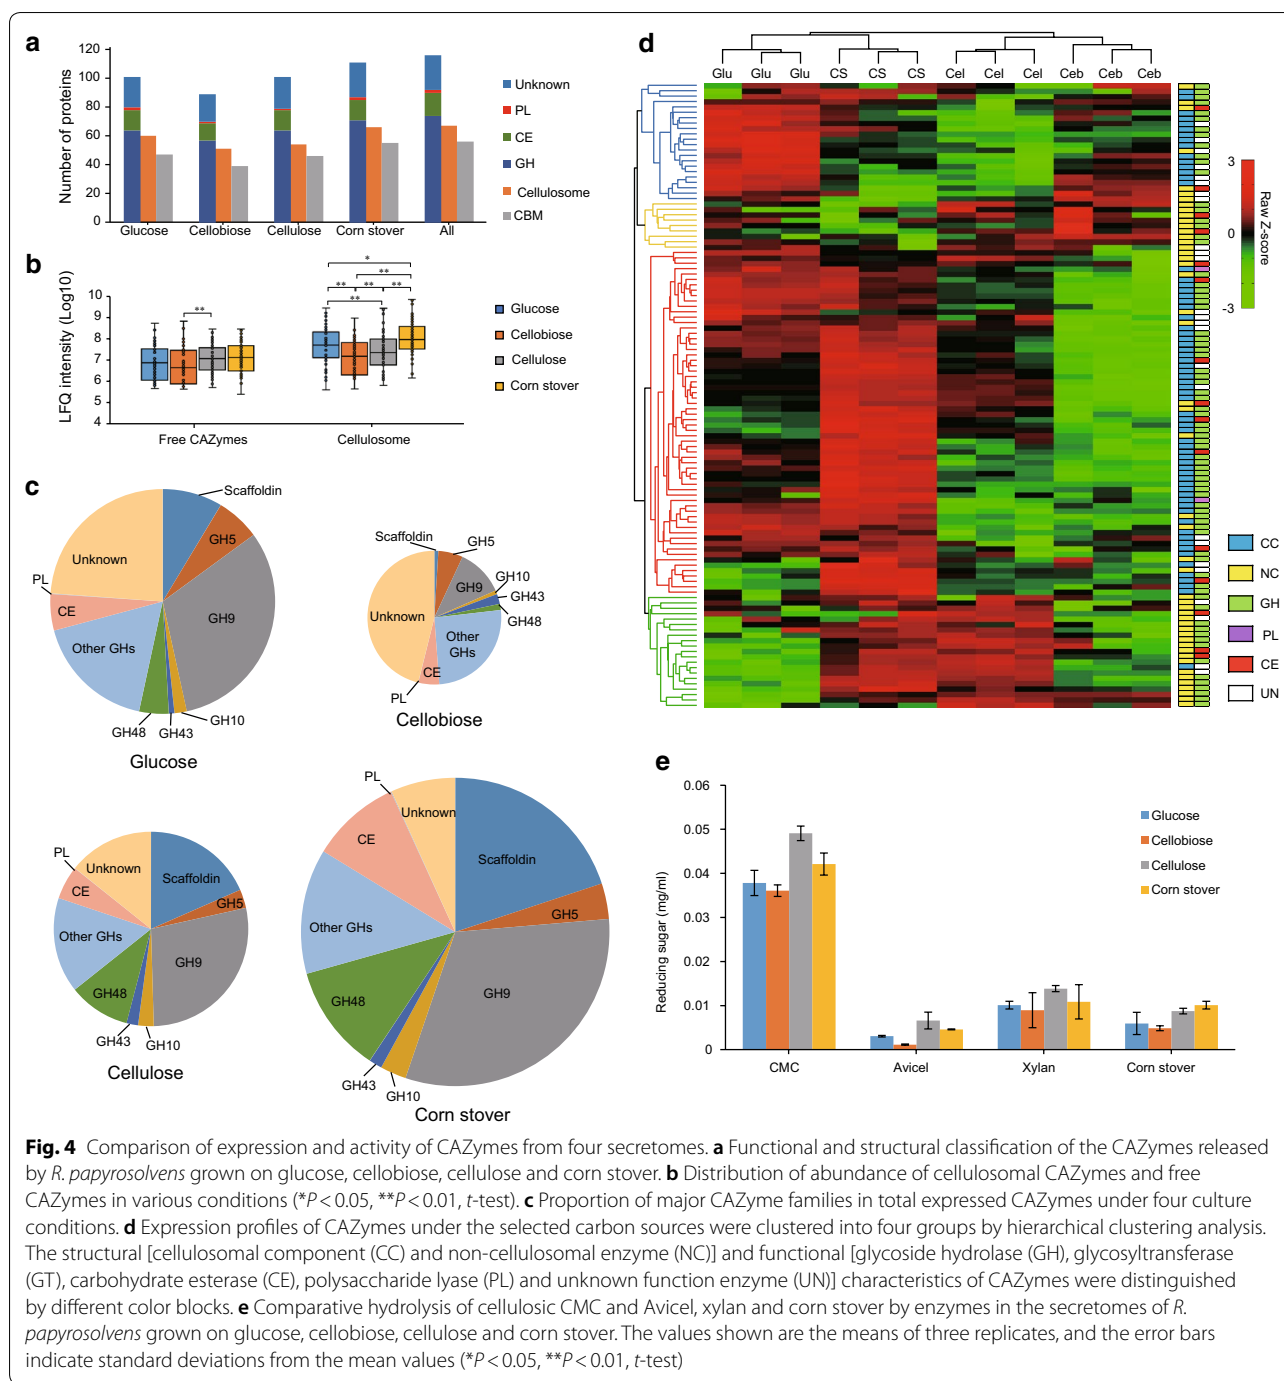 a
120
100
80
60
40
20
0
Number of proteins
Glucose Cellobiose Cellulose Corn stover All
Unknown
PL
CE
GH
Cellulosome
CBM
b
10
9
8
7
6
5
4
LFQ intensity (Log10)
** ** ** ** ** ** *
Free CAZymes Cellulosome
Glucose
Cellobiose
Cellulose
Corn stover
c
Scaffoldin
GH5
GH9
GH10
GH43
GH48
Other GHs
CE
PL
Unknown
Glucose
Scaffoldin
GH5
GH9
GH10
GH43
GH48
Other
GHs
CE
PL
Unknown
Cellobiose
Scaffoldin
GH5
GH9
GH10
GH43
GH48
Other GHs
CE
PL
Unknown
Cellulose
Scaffoldin
GH5
GH9
GH10
GH43
GH48
Other GHs
CE
PL
Unknown
Corn stover
d
Glu Glu Glu CS CS CS Cel Cel Cel Ceb Ceb Ceb
3
0
-3
Raw Z-score
CC
NC
GH
PL
CE
UN
e
0.06
0.05
0.04
0.03
0.02
0.01
0
Reducing sugar (mg/ml)
CMC Avicel Xylan Corn stover
Glucose
Cellobiose
Cellulose
Corn stover
Fig. 4 Comparison of expression and activity of CAZymes from four secretomes. a Functional and structural classification of the CAZymes released
by R. papyrosolvens grown on glucose, cellobiose, cellulose and corn stover. b Distribution of abundance of cellulosomal CAZymes and free
CAZymes in various conditions (*P < 0.05, **P < 0.01, t-test). c Proportion of major CAZyme families in total expressed CAZymes under four culture
conditions. d Expression profiles of CAZymes under the selected carbon sources were clustered into four groups by hierarchical clustering analysis.
The structural [cellulosomal component (CC) and non-cellulosomal enzyme (NC)] and functional [glycoside hydrolase (GH), glycosyltransferase
(GT), carbohydrate esterase (CE), polysaccharide lyase (PL) and unknown function enzyme (UN)] characteristics of CAZymes were distinguished
by different color blocks. e Comparative hydrolysis of cellulosic CMC and Avicel, xylan and corn stover by enzymes in the secretomes of R.
papyrosolvens grown on glucose, cellobiose, cellulose and corn stover. The values shown are the means of three replicates, and the error bars
indicate standard deviations from the mean values (*P < 0.05, **P < 0.01, t-test)